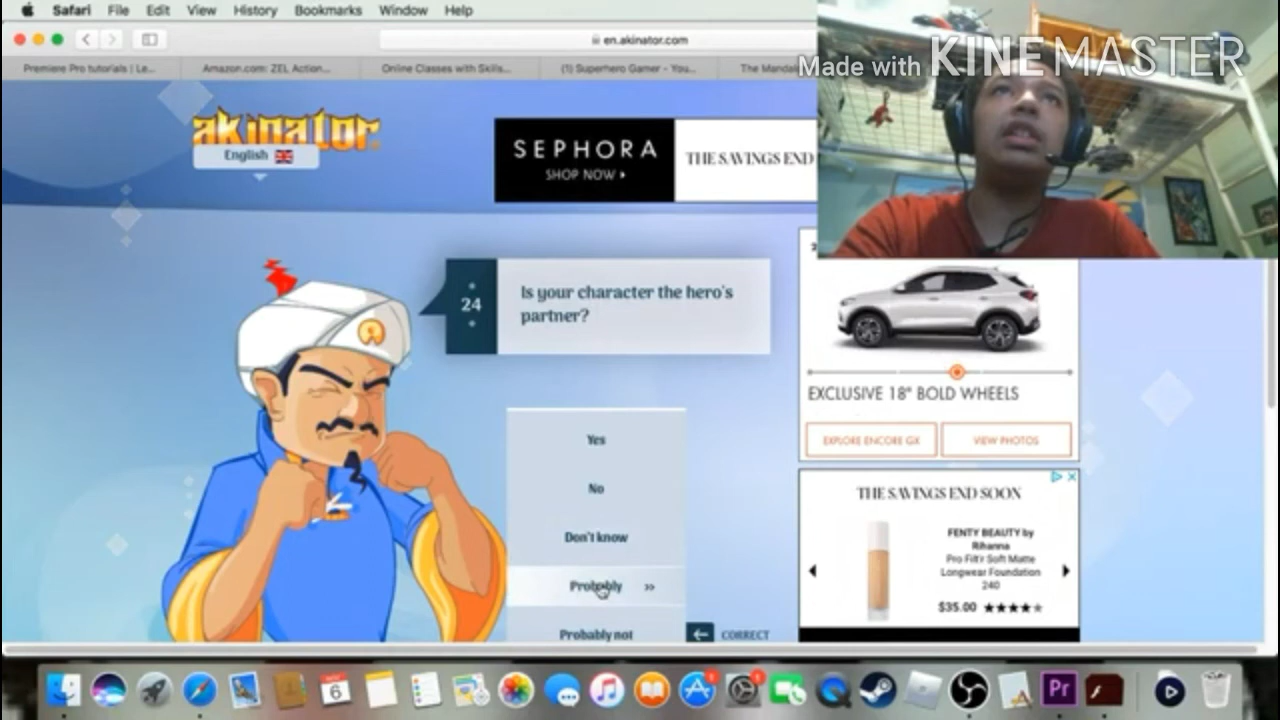 Safari File Edit View History Bookmarks Window Help
en.akinator.com
Premiere Pro tutorials | Le...
Amazon.com: ZEL Action...
Online Classes with Skills...
(1) Superhero Gamer - You...
The Mandal
Made with KINEMASTER
akinator
English
SEPHORA
SHOP NOW
THE SAVINGS END
24
Is your character the hero's
partner?
Yes
No
Don't know
Probably >>
Probably not
CORRECT
EXCLUSIVE 18" BOLD WHEELS
EXPLORE ENCORE GX
VIEW PHOTOS
THE SAVINGS END SOON
FENTY BEAUTY by
Rihanna
Pro Filt'r Soft Matte
Longwear Foundation
240
$35.00
6
Pr